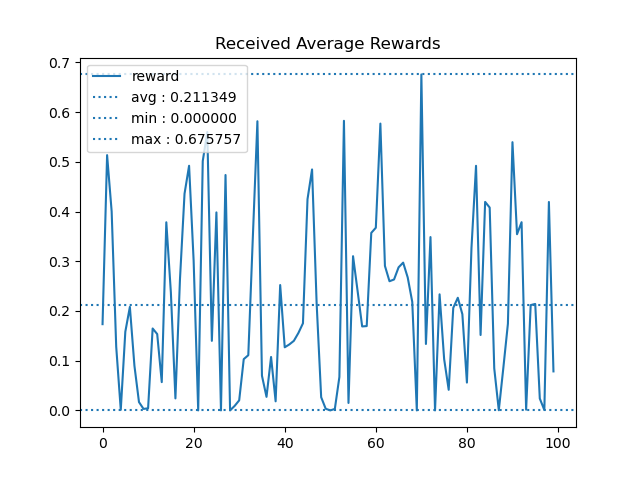 Received Average Rewards
reward
avg : 0.211349
min : 0.000000
max : 0.675757
0.7
0.6
0.5
0.4
0.3
0.2
0.1
0.0
0 20 40 60 80 100